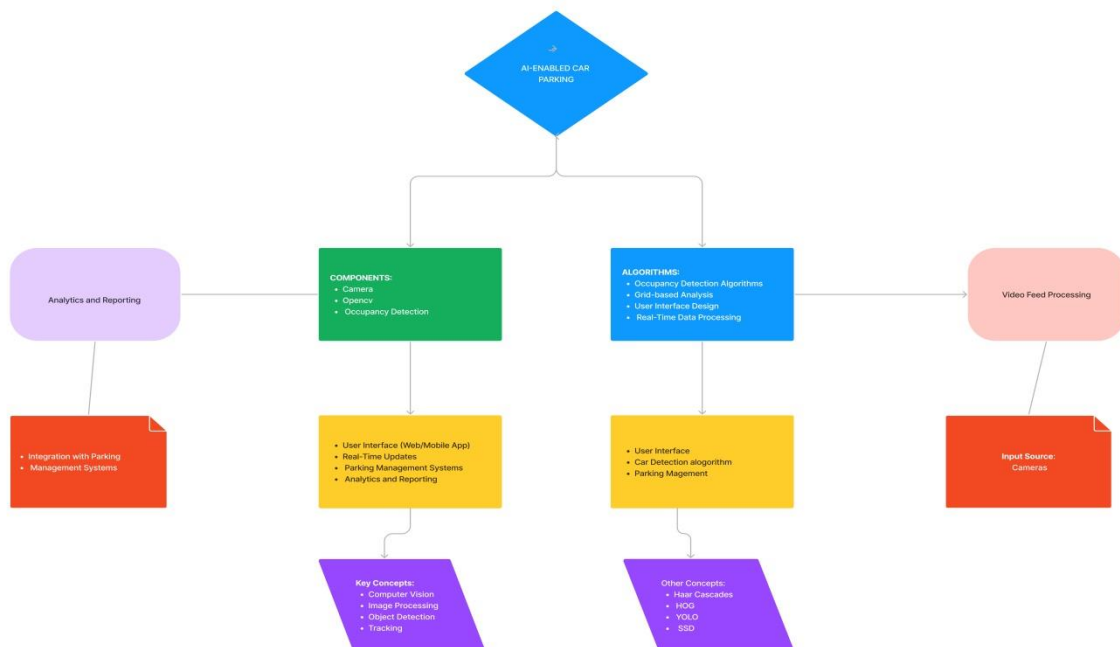 AI-ENABLED CAR
PARKING
Analytics and Reporting
COMPONENTS:
Camera
Opencv
Occupancy Detection
ALGORITHMS:
Occupancy Detection Algorithms
Grid-based Analysis
User Interface Design
Real-Time Data Processing
Video Feed Processing
Integration with Parking
Management Systems
User Interface (Web/Mobile App)
Real-Time Updates
Parking Management Systems
Analytics and Reporting
User Interface
Car Detection alogorithm
Parking Magement
Input Source:
Cameras
Key Concepts:
Computer Vision
Image Processing
Object Detection
Tracking
Other Concepts:
Haar Cascades
HOG
YOLO
SSD